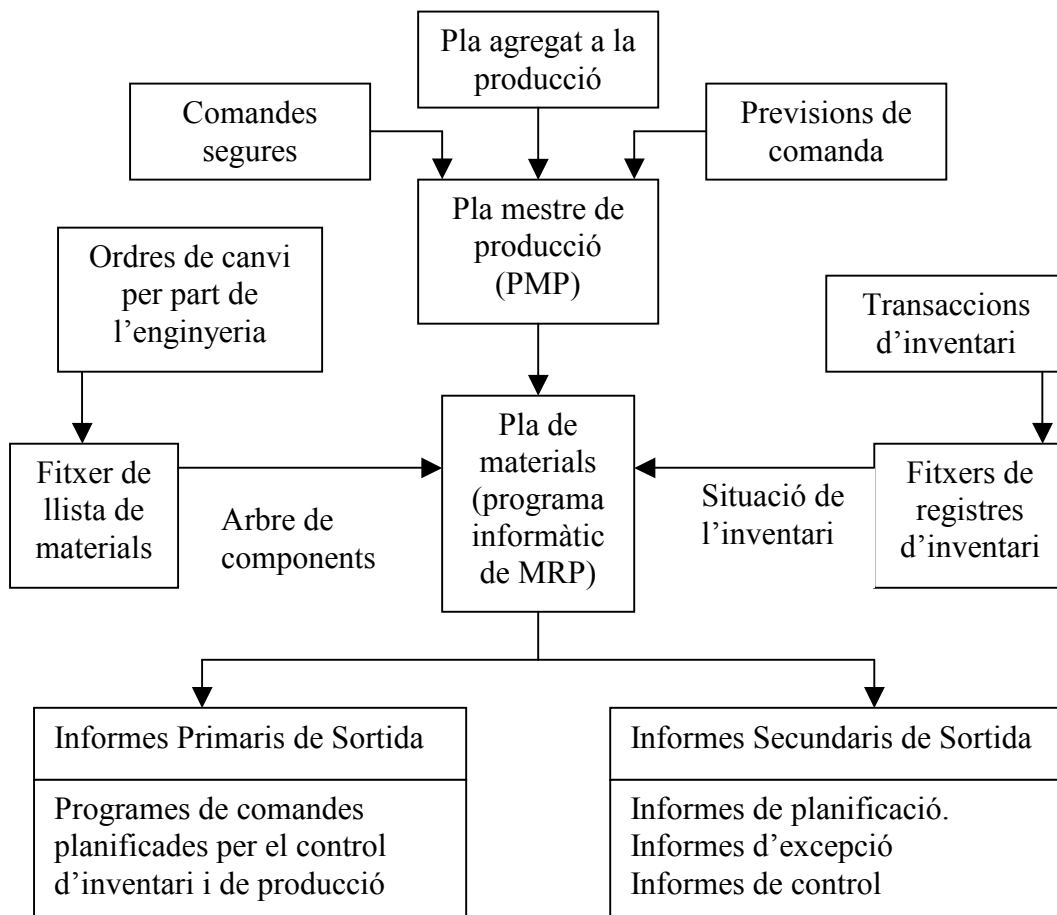 Pla agregat a la
producció
Comandes
segures
Previsions de
comanda
Pla mestre de
producció
(PMP)
Ordres de canvi
per part de
l’enginyeria
Transaccions
d’inventari
Fitxer de
llista de
materials
Arbre de
components
Pla de
materials
(programa
informàtic
de MRP)
Situació de
l’inventari
Fitxers de
registres
d’inventari
Informes Primaris de Sortida
Programes de comandes
planificades per el control
d’inventari i de producció
Informes Secundaris de Sortida
Informes de planificació.
Informes d’excepció
Informes de control